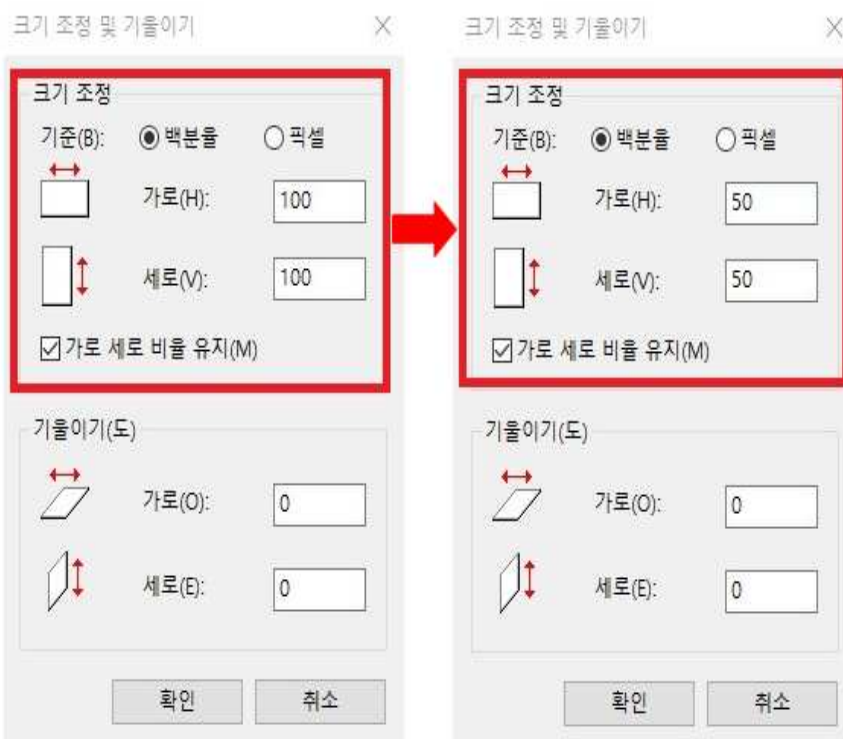 크기 조정 및 기울이기
크기 조정
기준(B): 백분율 픽셀
가로(H): 100
세로(V): 100
가로 세로 비율 유지(M)
기울이기(도)
가로(O): 0
세로(E): 0
확인 취소
크기 조정 및 기울이기
크기 조정
기준(B): 백분율 픽셀
가로(H): 50
세로(V): 50
가로 세로 비율 유지(M)
기울이기(도)
가로(O): 0
세로(E): 0
확인 취소